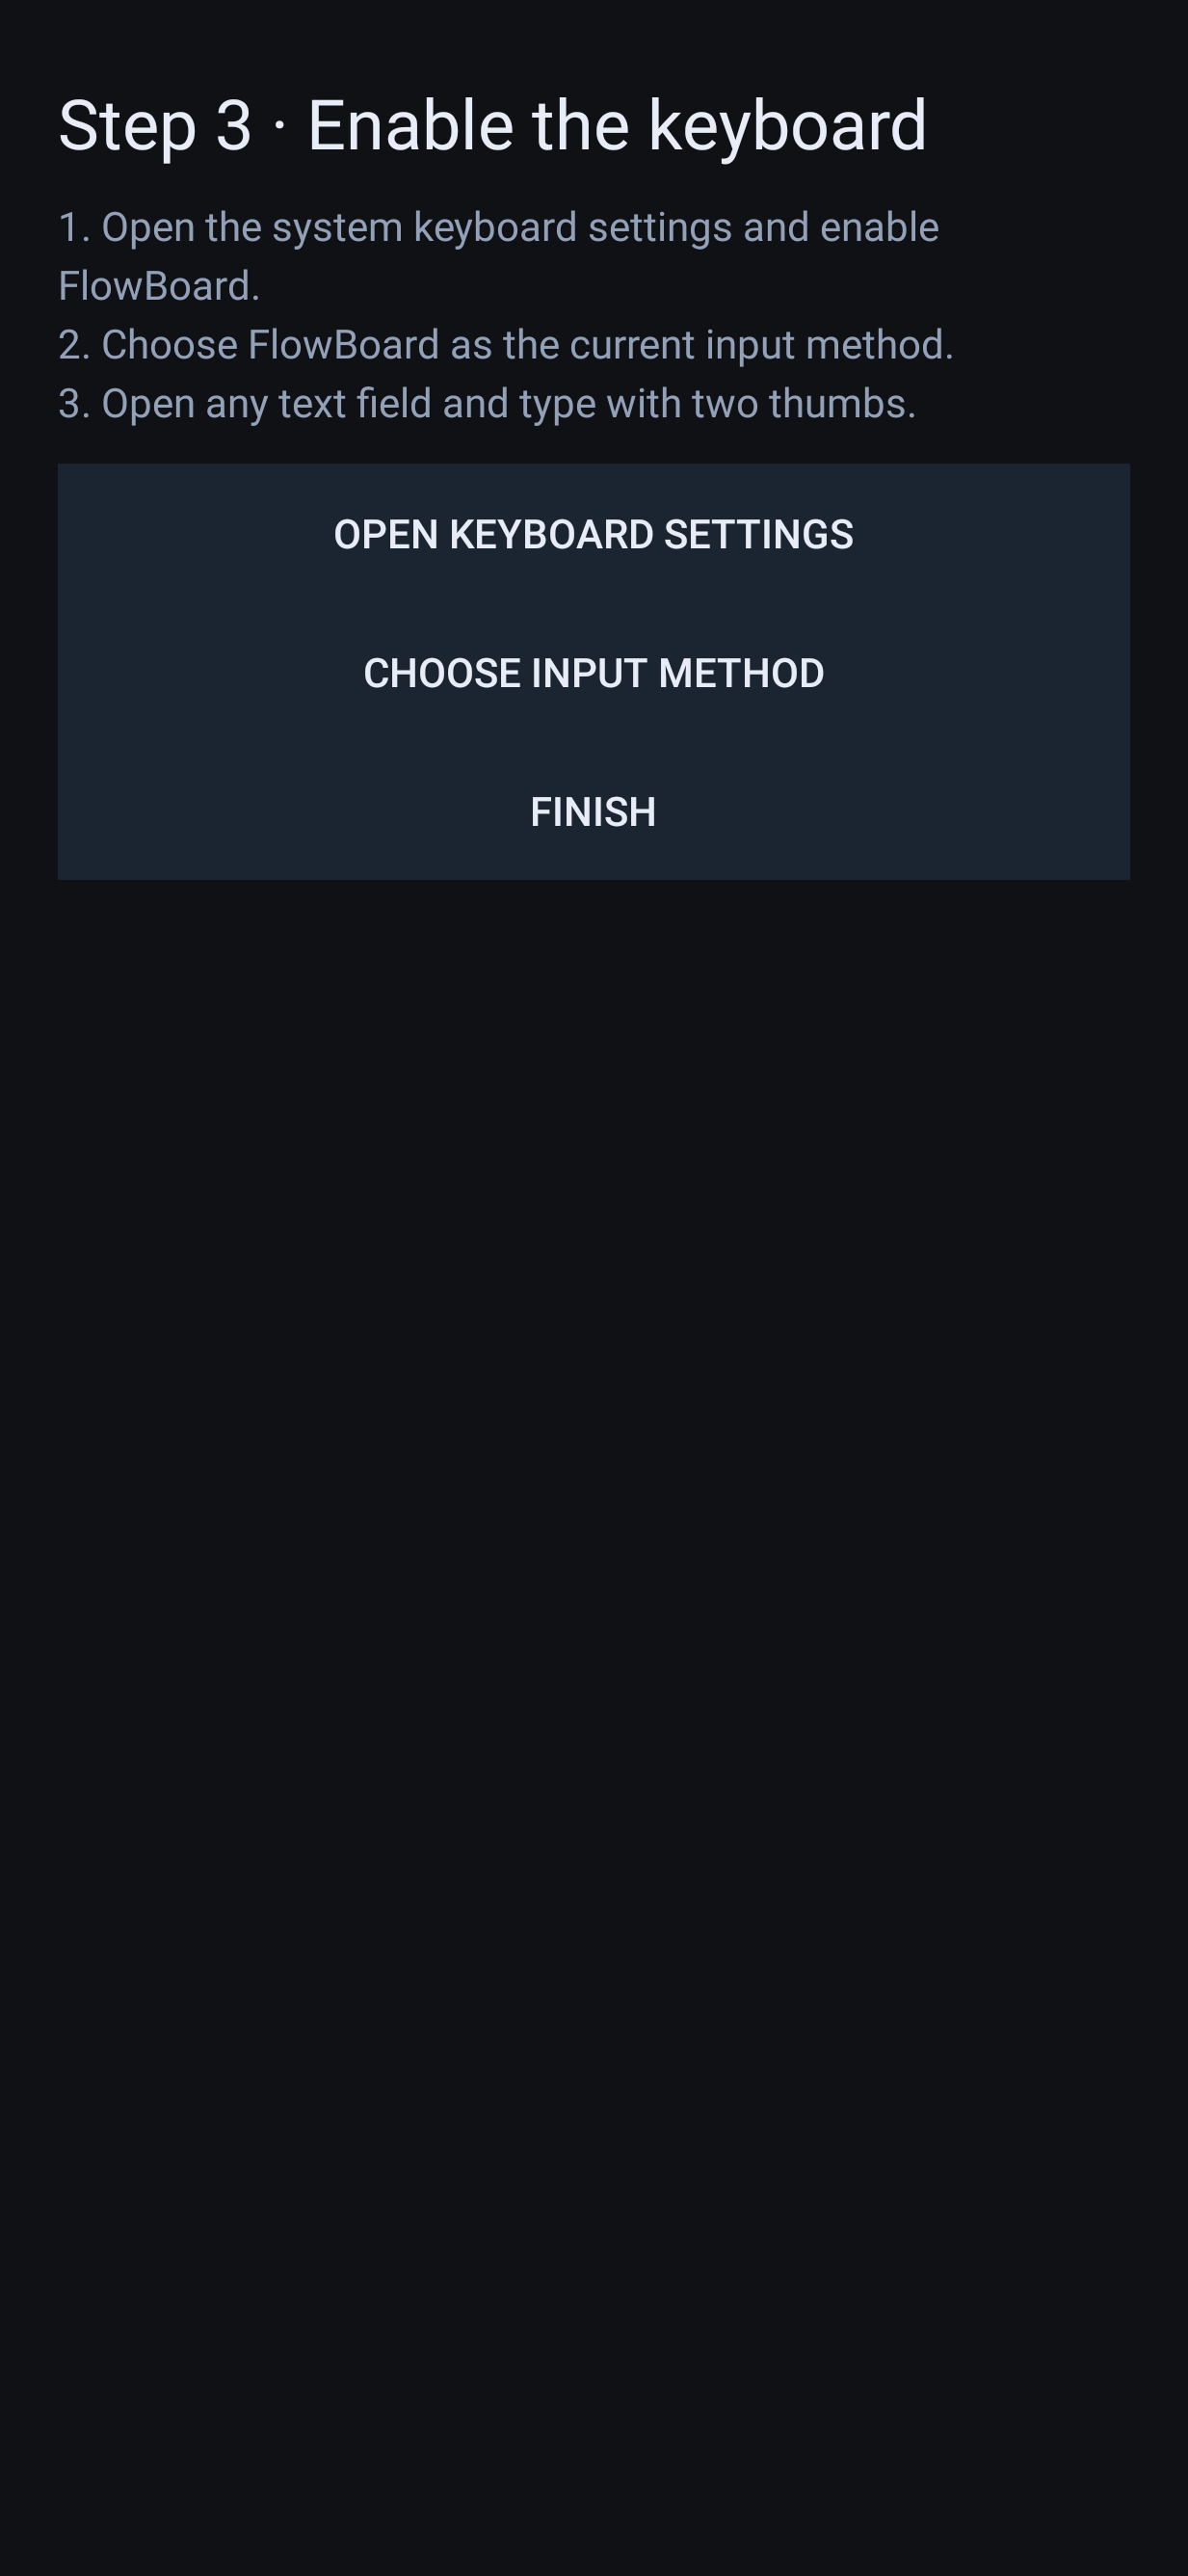 Step 3 · Enable the keyboard
1. Open the system keyboard settings and enable
FlowBoard.
2. Choose FlowBoard as the current input method.
3. Open any text field and type with two thumbs.
OPEN KEYBOARD SETTINGS
CHOOSE INPUT METHOD
FINISH